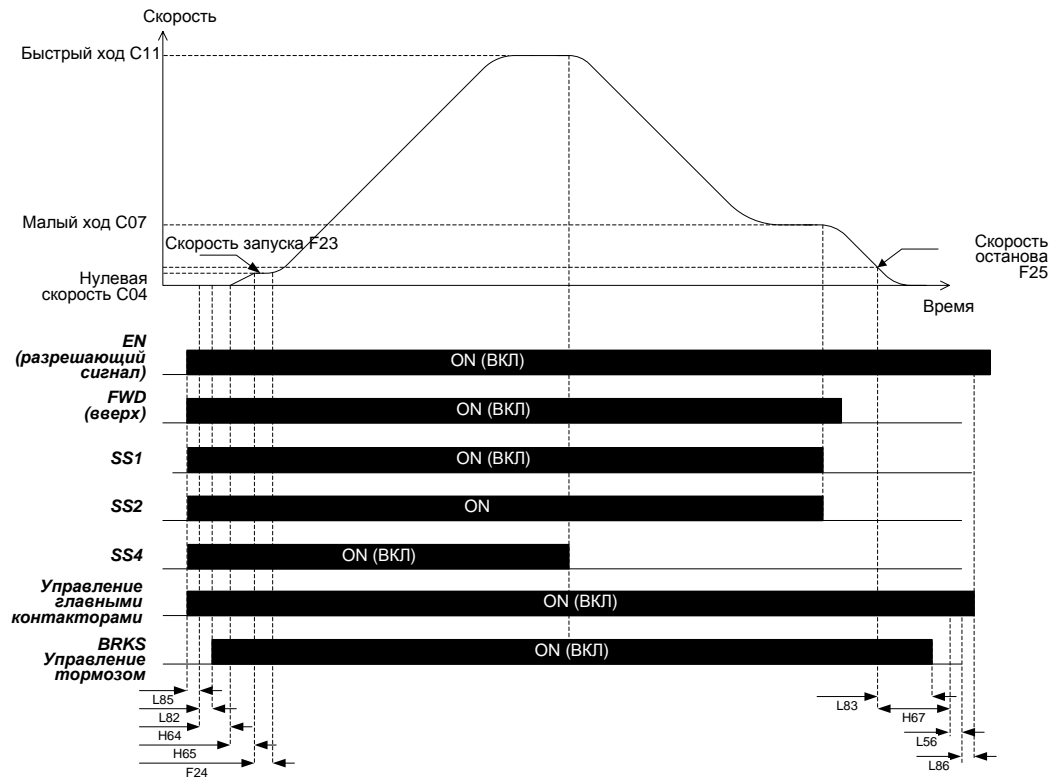 Скорость
Быстрый ход C11
Малый ход C07
Скорость запуска F23
Скорость
останова
F25
Нулевая
скорость C04
Время
EN
(разрешающий
сигнал)
ON (ВКЛ)
FWD
(вверх)
ON (ВКЛ)
SS1
ON (ВКЛ)
SS2
ON
SS4
ON (ВКЛ)
Управление
главными
контакторами
ON (ВКЛ)
BRKS
Управление
тормозом
ON (ВКЛ)
L85
L82
H64
H65
F24
L83
H67
L56
L86